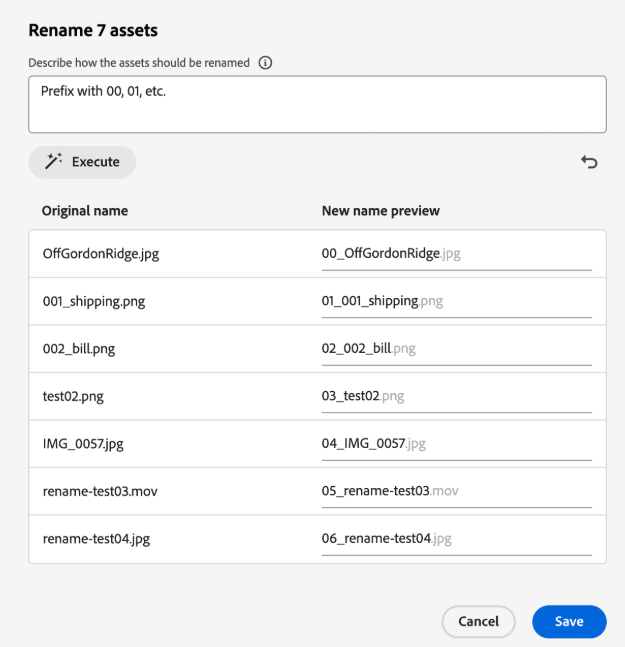 Rename 7 assets
Describe how the assets should be renamed
Prefix with 00, 01, etc.
Execute
Original name New name preview
OffGordonRidge.jpg 00_OffGordonRidge.jpg
001_shipping.png 01_001_shipping.png
002_bill.png 02_002_bill.png
test02.png 03_test02.png
IMG_0057.jpg 04_IMG_0057.jpg
rename-test03.mov 05_rename-test03.mov
rename-test04.jpg 06_rename-test04.jpg
Cancel Save